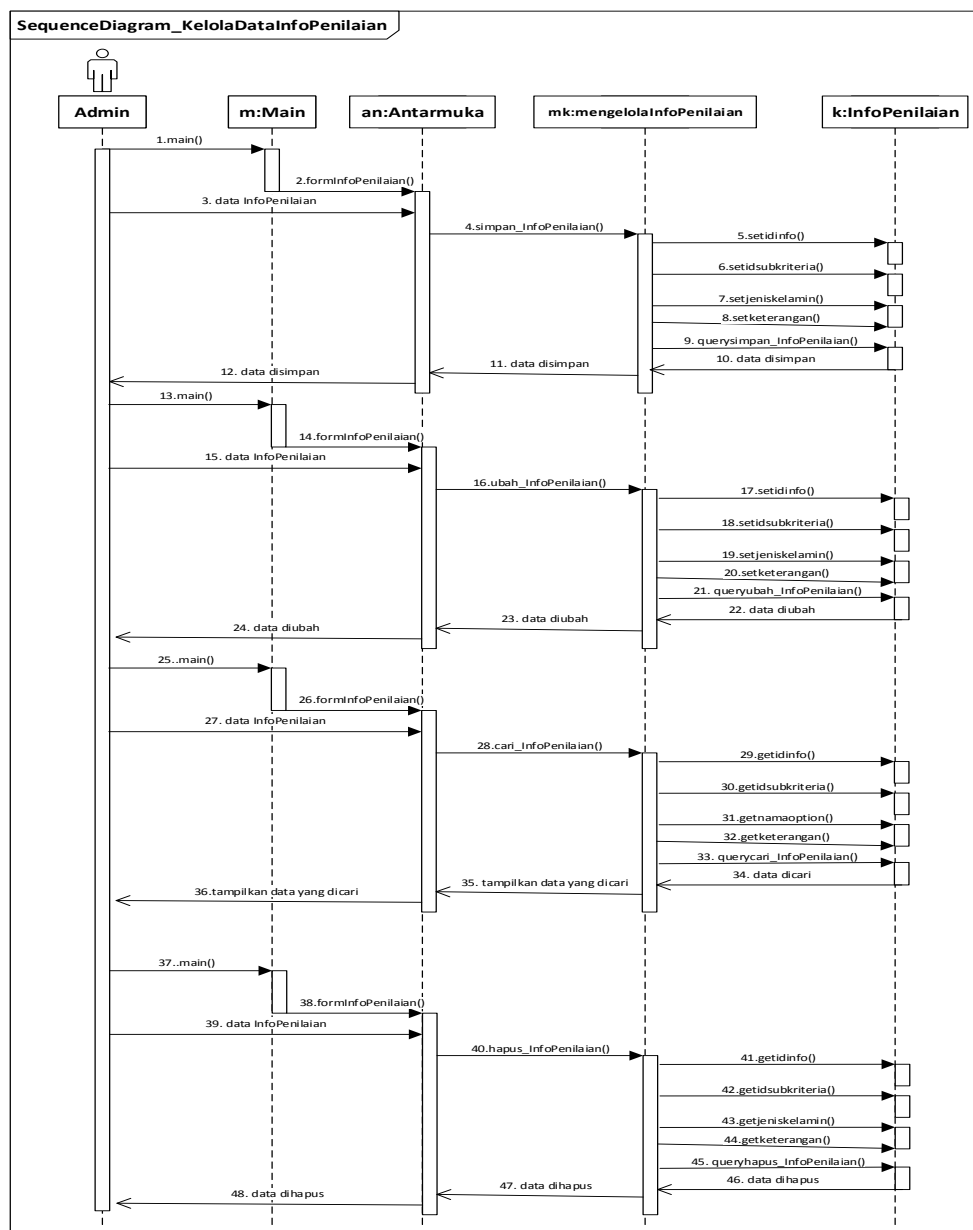 SequenceDiagram_KelolaDataInfoPenilaian
Admin
m:Main
an:Antarmuka
mk:mengelolaInfoPenilaian
k:InfoPenilaian
1.main()
2.formInfoPenilaian()
3. data InfoPenilaian
4.simpan_InfoPenilaian()
5.setidinfo()
6.setidsubkriteria()
7.setjeniskelamin()
8.setketerangan()
9. querysimpan_InfoPenilaian()
10. data disimpan
11. data disimpan
12. data disimpan
13.main()
14.formInfoPenilaian()
15. data InfoPenilaian
16.ubah_InfoPenilaian()
17.setidinfo()
18.setidsubkriteria()
19.setjeniskelamin()
20.setketerangan()
21. queryubah_InfoPenilaian()
22. data diubah
23. data diubah
24. data diubah
25..main()
26.formInfoPenilaian()
27. data InfoPenilaian
28.cari_InfoPenilaian()
29.getidinfo()
30.getidsubkriteria()
31.getnamaoption()
32.getketerangan()
33. querycari_InfoPenilaian()
34. data dicari
35. tampilkan data yang dicari
36.tampilkan data yang dicari
37..main()
38.formInfoPenilaian()
39. data InfoPenilaian
40.hapus_InfoPenilaian()
41.getidinfo()
42.getidsubkriteria()
43.getjeniskelamin()
44.getketerangan()
45. queryhapus_InfoPenilaian()
46. data dihapus
47. data dihapus
48. data dihapus